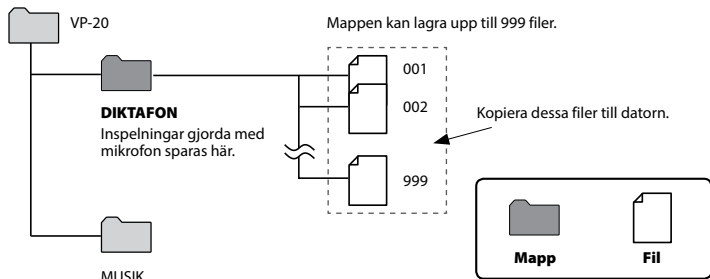 VP-20
Mappen kan lagra upp till 999 filer.
001
DIKTAFON
Inspelningar gjorda med
mikrofon sparas här.
002
Kopiera dessa filer till datorn.
999
Mapp
Fil
MUSIK